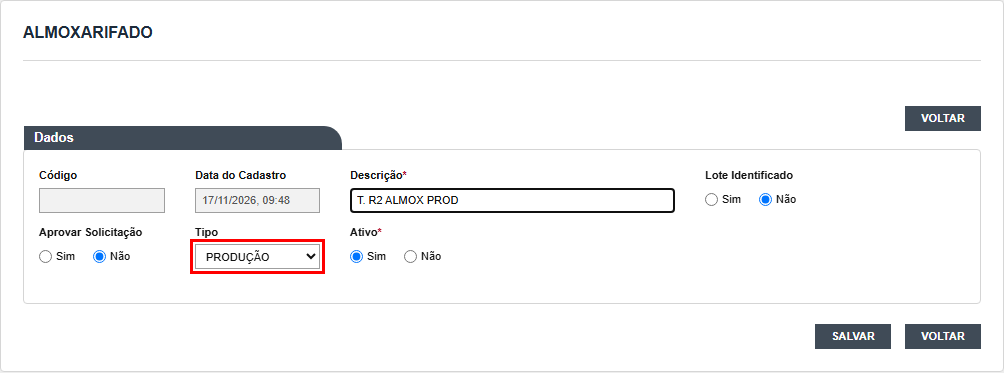 ALMOXARIFADO
VOLTAR
Dados
Código Data do Cadastro Descrição* Lote Identificado
17/11/2026, 09:48 T. R2 ALMOX PROD Sim Não
Aprovar Solicitação Tipo Ativo*
Sim Não PRODUÇÃO Sim Não
SALVAR VOLTAR